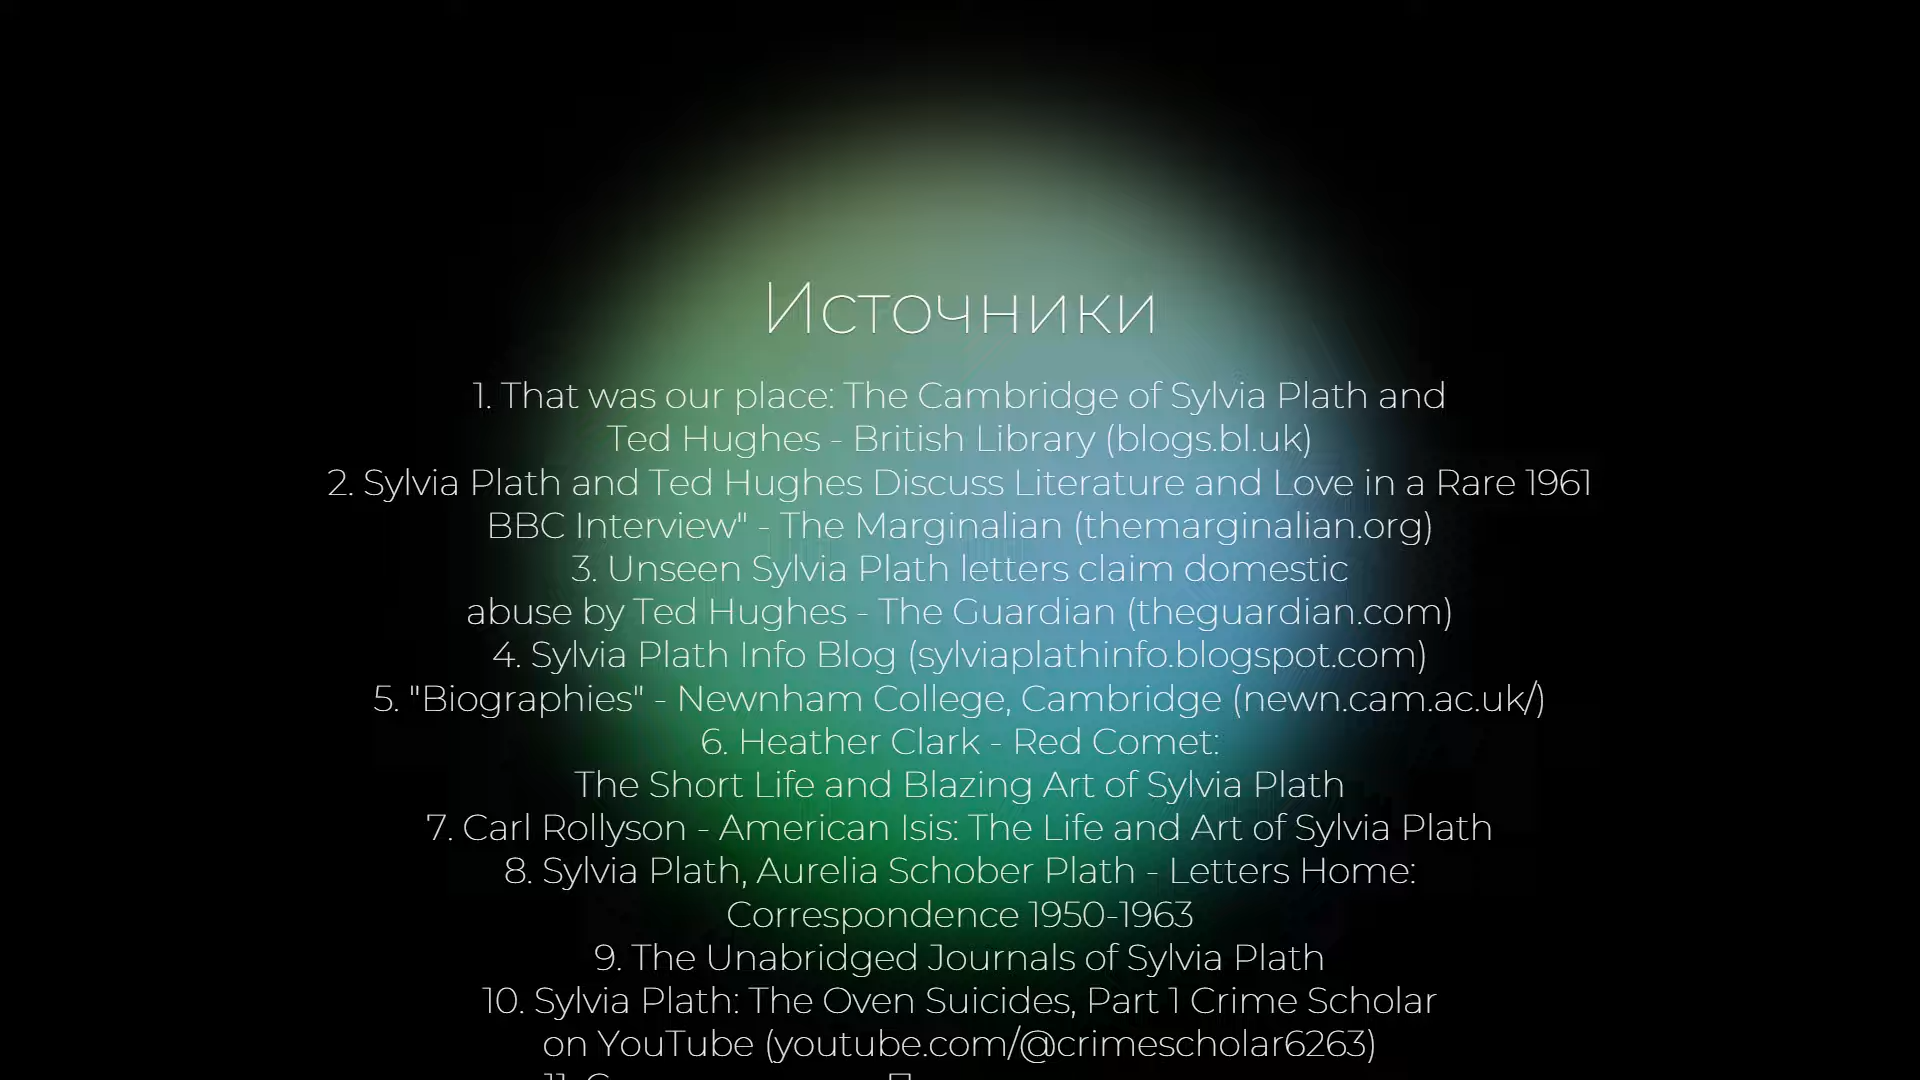 Источники
1. That was our place: The Cambridge of Sylvia Plath and
Ted Hughes - British Library (blogs.bl.uk)
2. Sylvia Plath and Ted Hughes Discuss Literature and Love in a Rare 1961
BBC Interview" - The Marginalian (themarginalian.org)
3. Unseen Sylvia Plath letters claim domestic
abuse by Ted Hughes - The Guardian (theguardian.com)
4. Sylvia Plath Info Blog (sylviaplathinfo.blogspot.com)
5. "Biographies" - Newnham College, Cambridge (newn.cam.ac.uk/)
6. Heather Clark - Red Comet:
The Short Life and Blazing Art of Sylvia Plath
7. Carl Rollyson - American Isis: The Life and Art of Sylvia Plath
8. Sylvia Plath, Aurelia Schober Plath - Letters Home:
Correspondence 1950-1963
9. The Unabridged Journals of Sylvia Plath
10. Sylvia Plath: The Oven Suicides, Part 1 Crime Scholar
on YouTube (youtube.com/@crimescholar6263)